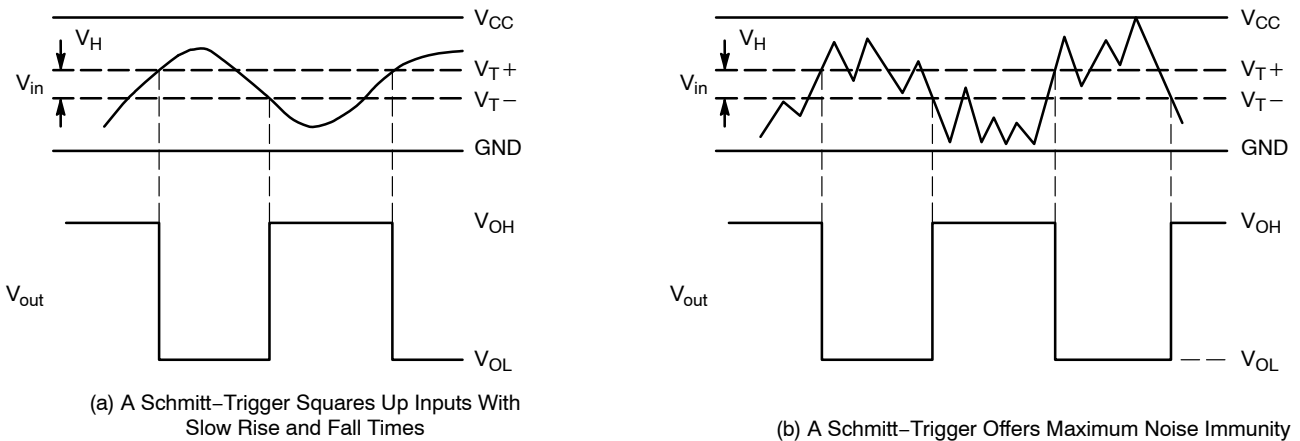 V_CC
V_H
V_T+
V_in
V_T−
GND
V_OH
V_out
V_OL
(a) A Schmitt−Trigger Squares Up Inputs With
Slow Rise and Fall Times
V_CC
V_H
V_T+
V_in
V_T−
GND
V_OH
V_out
V_OL
(b) A Schmitt−Trigger Offers Maximum Noise Immunity